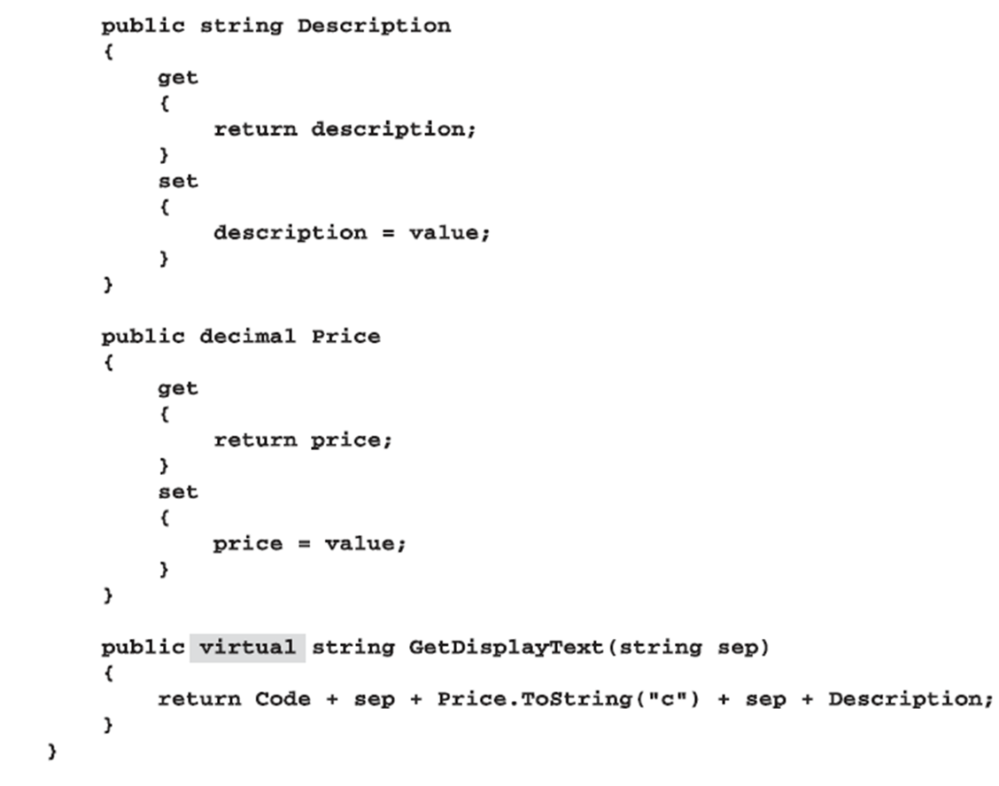 public string Description
{
get
{
return description;
}
set
{
description = value;
}
}
public decimal Price
{
get
{
return price;
}
set
{
price = value;
}
}
public virtual string GetDisplayText(string sep)
{
return Code + sep + Price.ToString("c") + sep + Description;
}
}